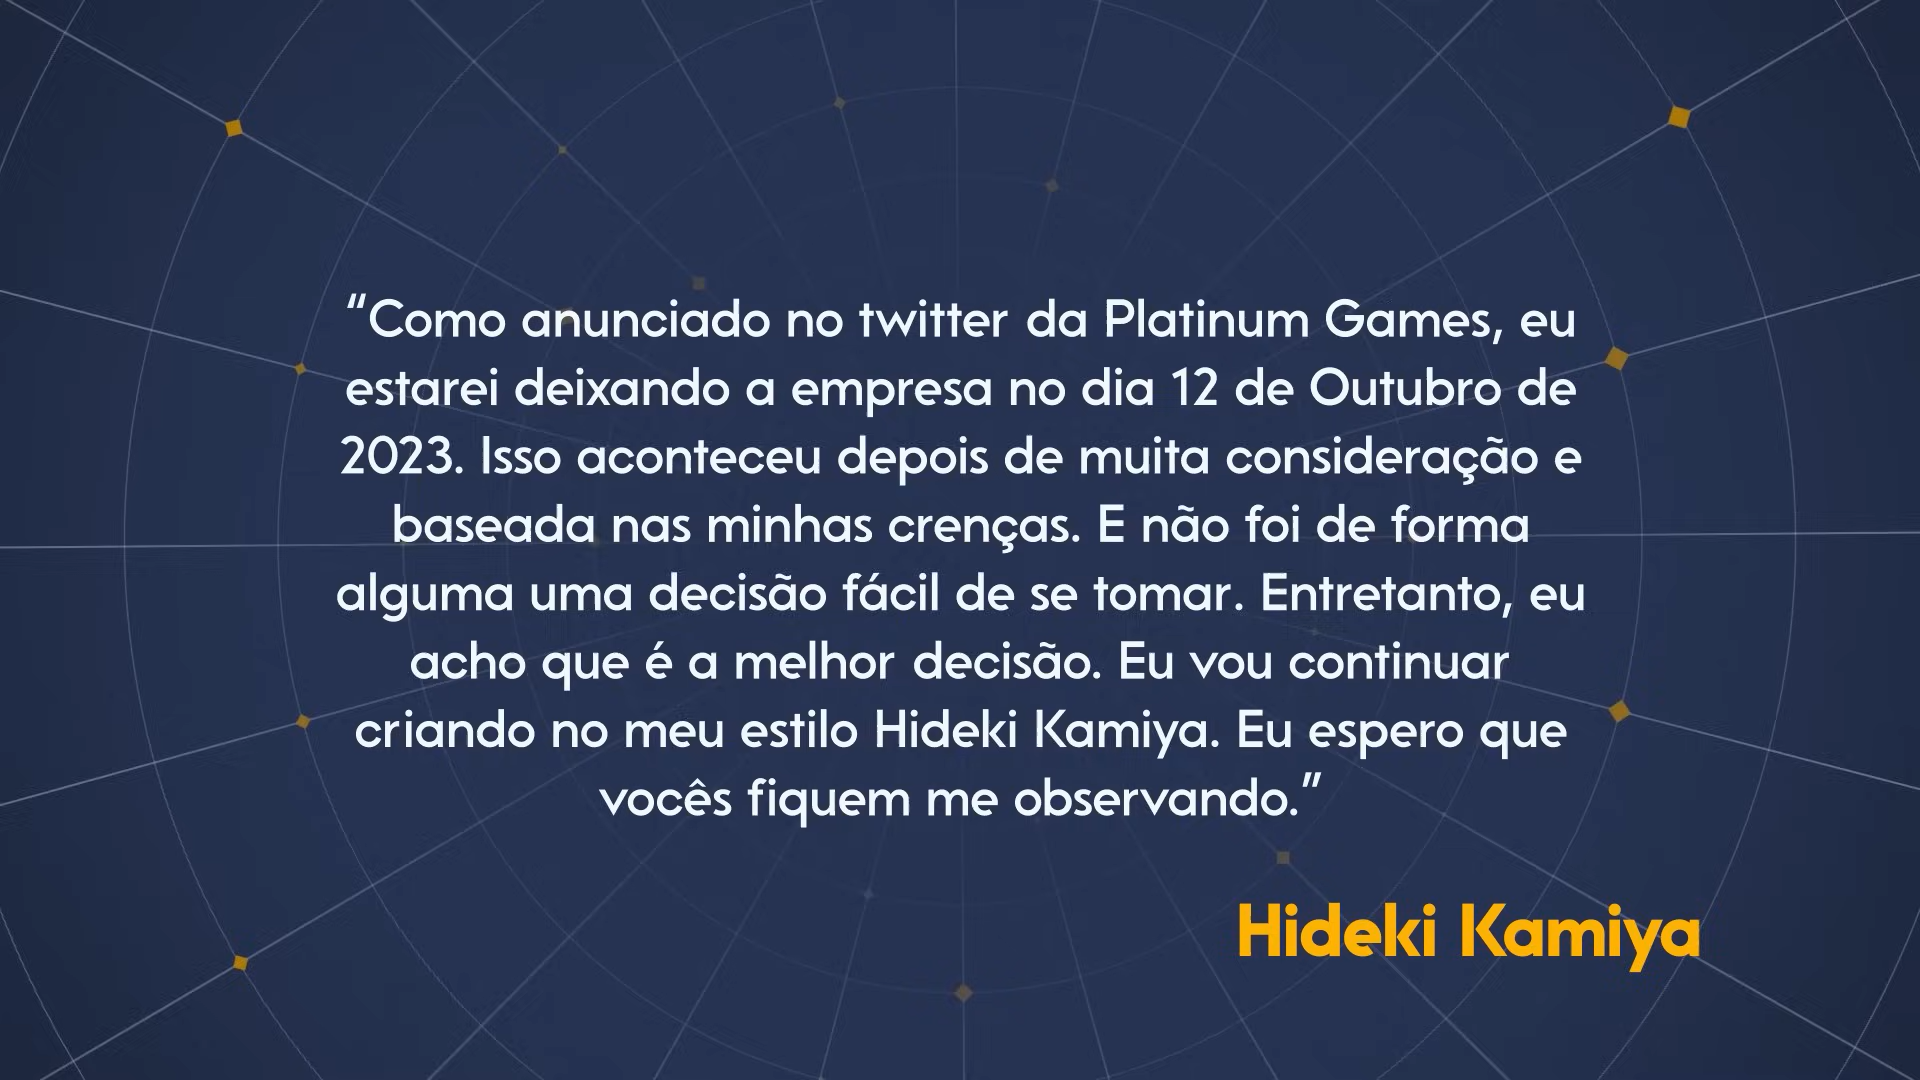 “Como anunciado no twitter da Platinum Games, eu
estarei deixando a empresa no dia 12 de Outubro de
2023. Isso aconteceu depois de muita consideração e
baseada nas minhas crenças. E não foi de forma
alguma uma decisão fácil de se tomar. Entretanto, eu
acho que é a melhor decisão. Eu vou continuar
criando no meu estilo Hideki Kamiya. Eu espero que
vocês fiquem me observando.”
Hideki Kamiya